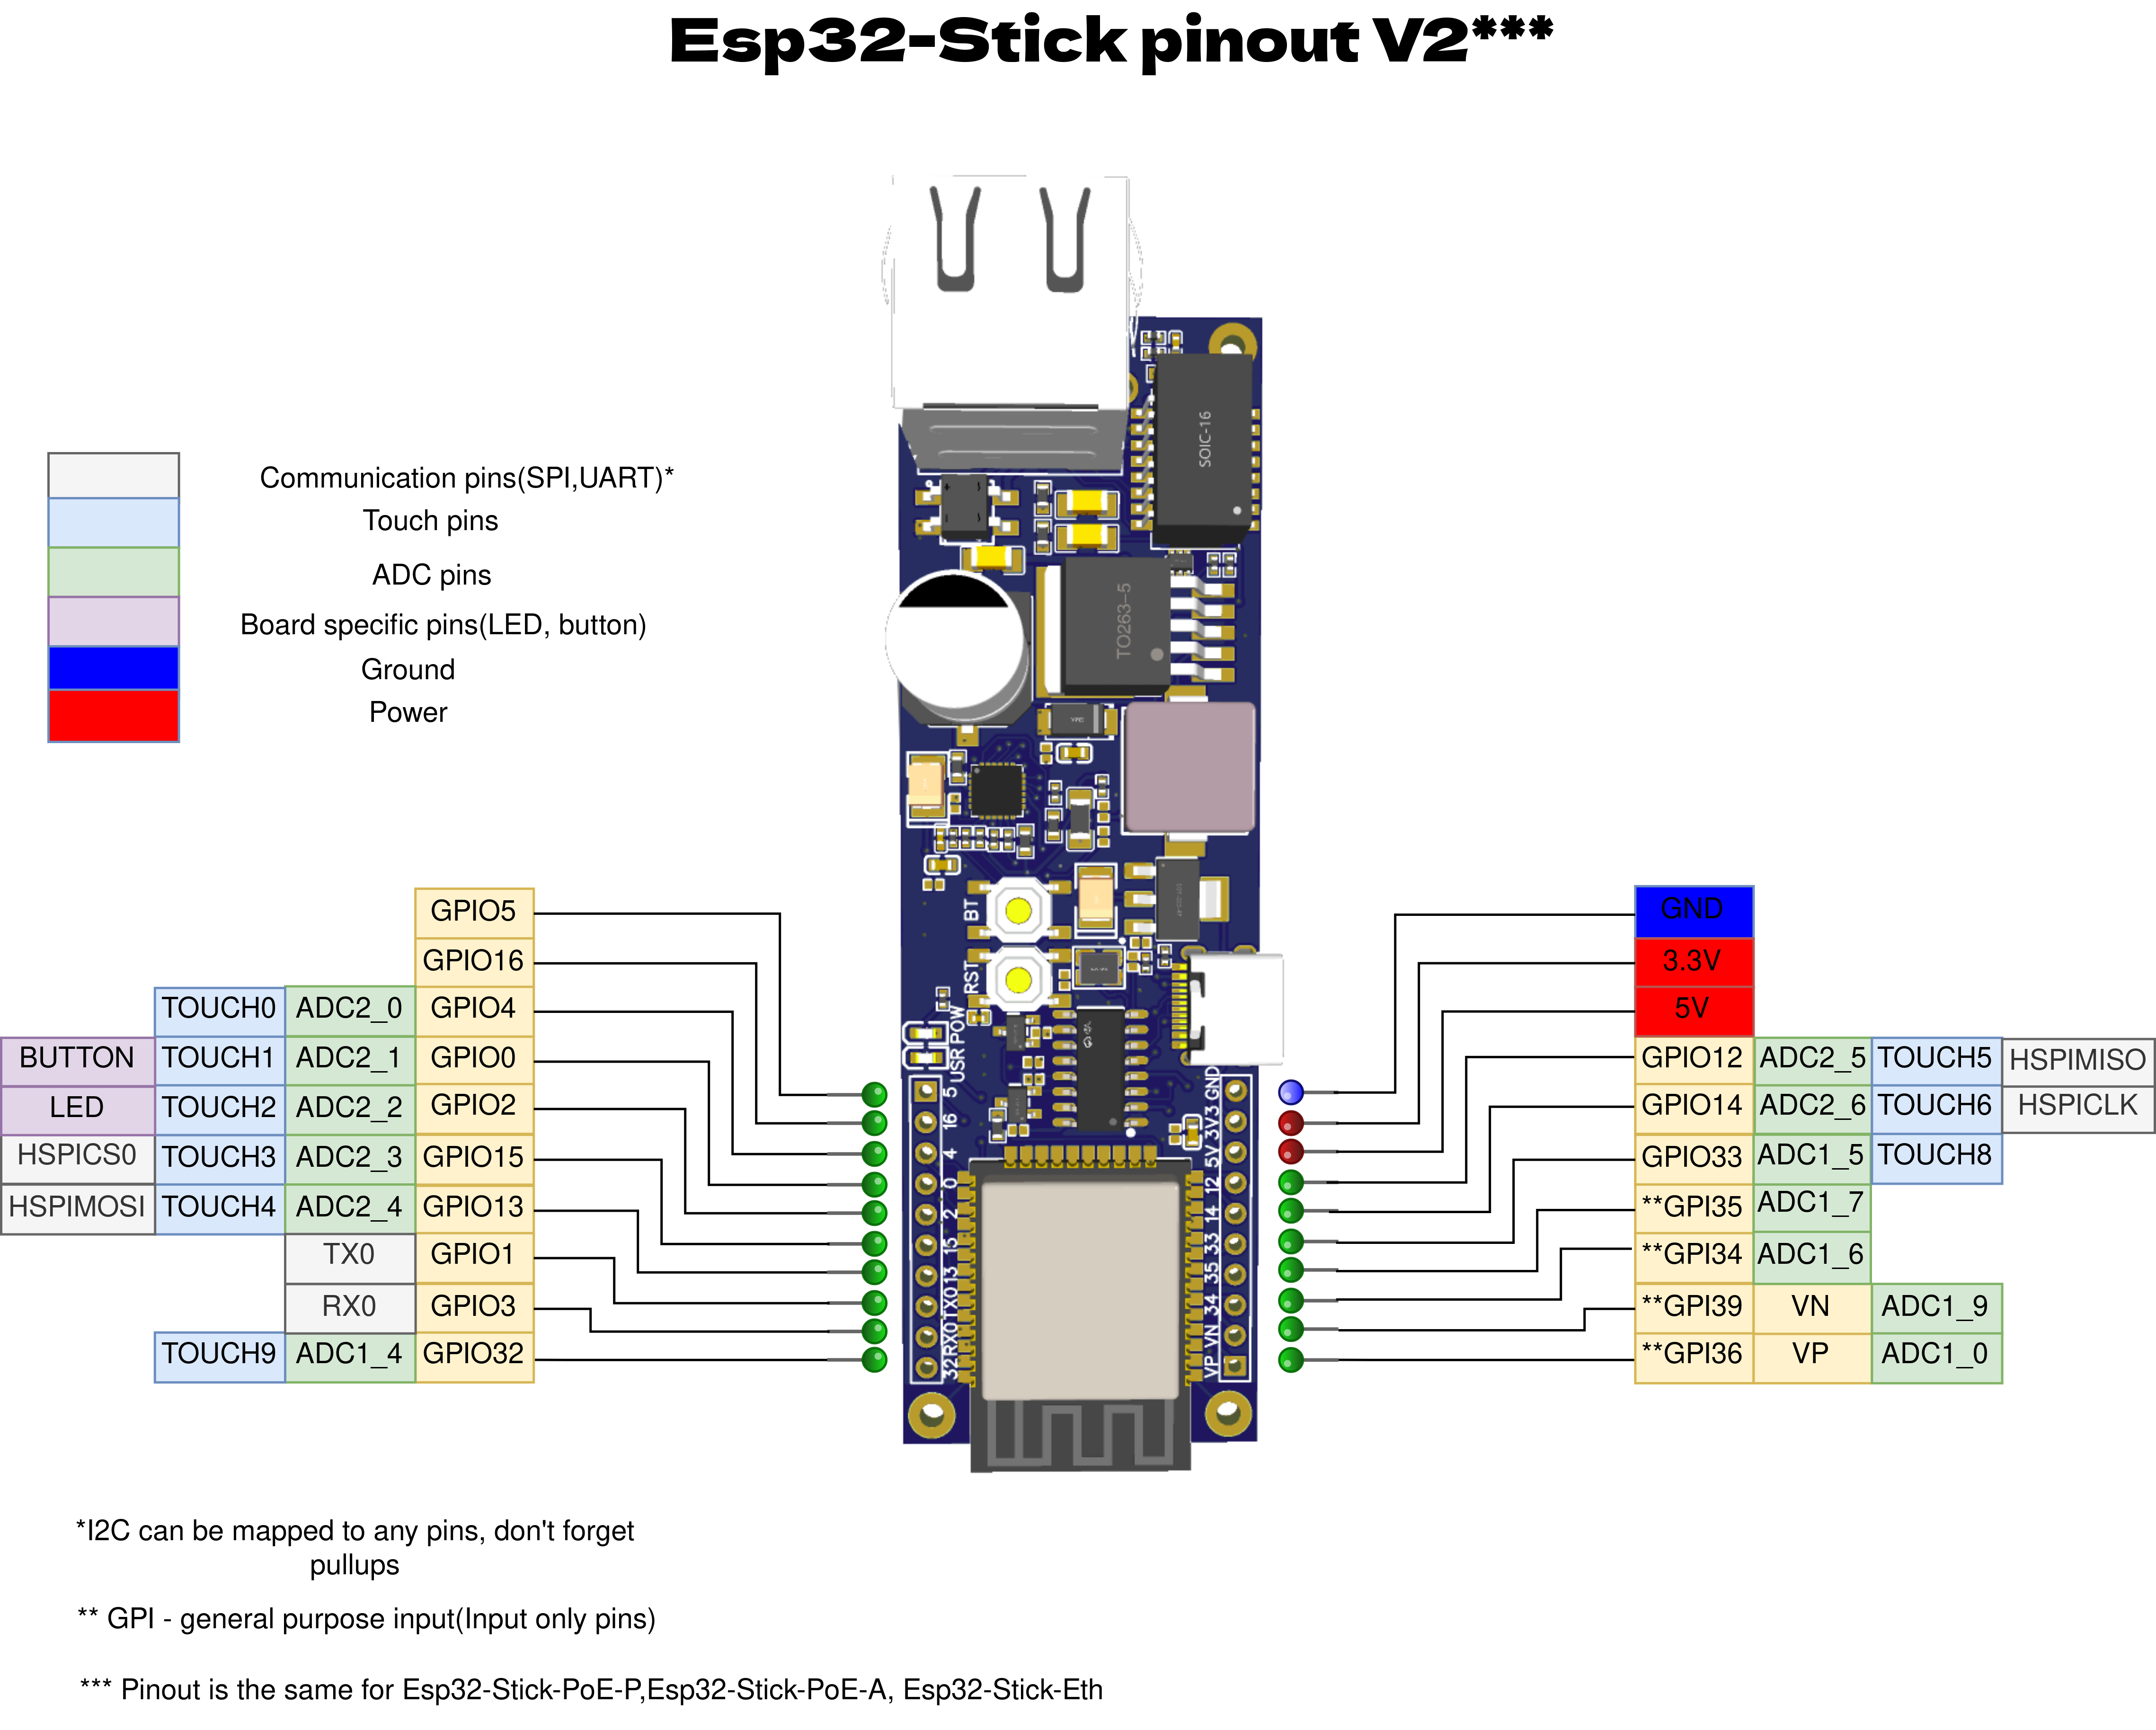 Esp32-Stick pinout V2***
Communication pins(SPI,UART)*
Touch pins
ADC pins
Board specific pins(LED, button)
Ground
Power
GPIO5
GPIO16
TOUCH0 ADC2_0 GPIO4
BUTTON TOUCH1 ADC2_1 GPIO0
LED TOUCH2 ADC2_2 GPIO2
HSPICS0 TOUCH3 ADC2_3 GPIO15
HSPIMOSI TOUCH4 ADC2_4 GPIO13
TX0 GPIO1
RX0 GPIO3
TOUCH9 ADC1_4 GPIO32
SOIC-16
TO263-5
BT
RST
USR POW
5
16
4
0
2
15
13
TX0
RX0
32
GND
3V3
5V
12
14
33
35
34
VN
VP
GND
3.3V
5V
GPIO12 ADC2_5 TOUCH5 HSPIMISO
GPIO14 ADC2_6 TOUCH6 HSPICLK
GPIO33 ADC1_5 TOUCH8
**GPI35 ADC1_7
**GPI34 ADC1_6
**GPI39 VN ADC1_9
**GPI36 VP ADC1_0
*I2C can be mapped to any pins, don't forget
pullups
** GPI - general purpose input(Input only pins)
*** Pinout is the same for Esp32-Stick-PoE-P,Esp32-Stick-PoE-A, Esp32-Stick-Eth